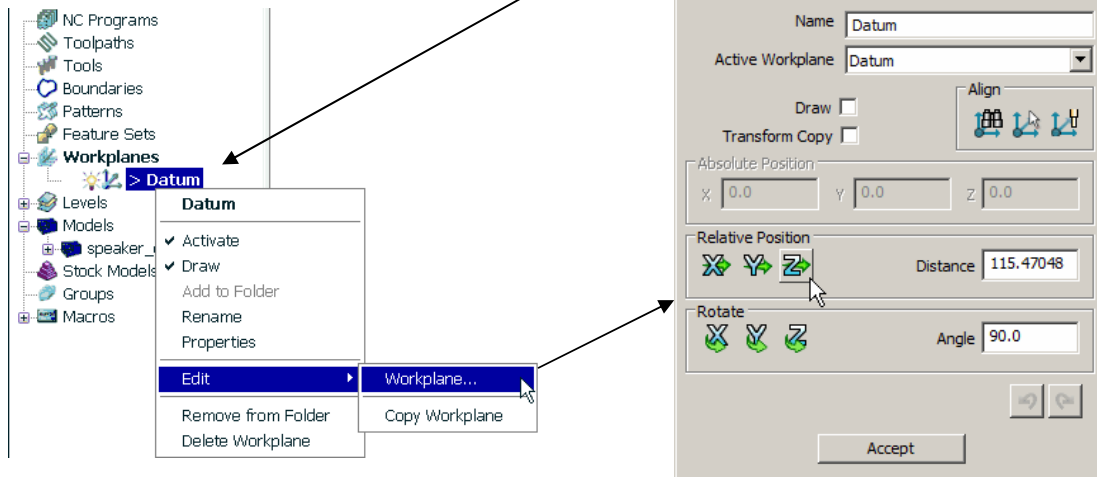 NC Programs
Toolpaths
Tools
Boundaries
Patterns
Feature Sets
Workplanes
> Datum
Levels
Models
speaker_
Stock Models
Groups
Macros
Datum
Activate
Draw
Add to Folder
Rename
Properties
Edit
Remove from Folder
Delete Workplane
Workplane...
Copy Workplane
Name Datum
Active Workplane Datum
Align
Draw
Transform Copy
Absolute Position
X 0.0 Y 0.0 Z 0.0
Relative Position
X Y Z Distance 115.47048
Rotate
X Y Z Angle 90.0
Accept